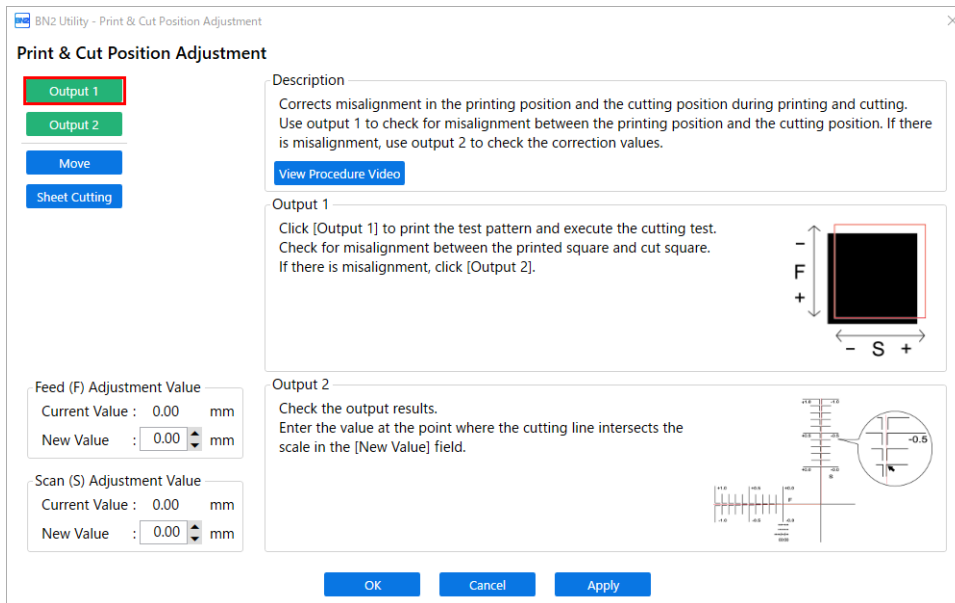 BN2 BN2 Utility - Print & Cut Position Adjustment
Print & Cut Position Adjustment
Output 1
Output 2
Move
Sheet Cutting
Description
Corrects misalignment in the printing position and the cutting position during printing and cutting.
Use output 1 to check for misalignment between the printing position and the cutting position. If there
is misalignment, use output 2 to check the correction values.
View Procedure Video
Output 1
Click [Output 1] to print the test pattern and execute the cutting test.
Check for misalignment between the printed square and cut square.
If there is misalignment, click [Output 2].
−
F
+
− S +
Feed (F) Adjustment Value
Current Value : 0.00 mm
New Value : 0.00 mm
Scan (S) Adjustment Value
Current Value : 0.00 mm
New Value : 0.00 mm
Output 2
Check the output results.
Enter the value at the point where the cutting line intersects the
scale in the [New Value] field.
-0.5
OK Cancel Apply